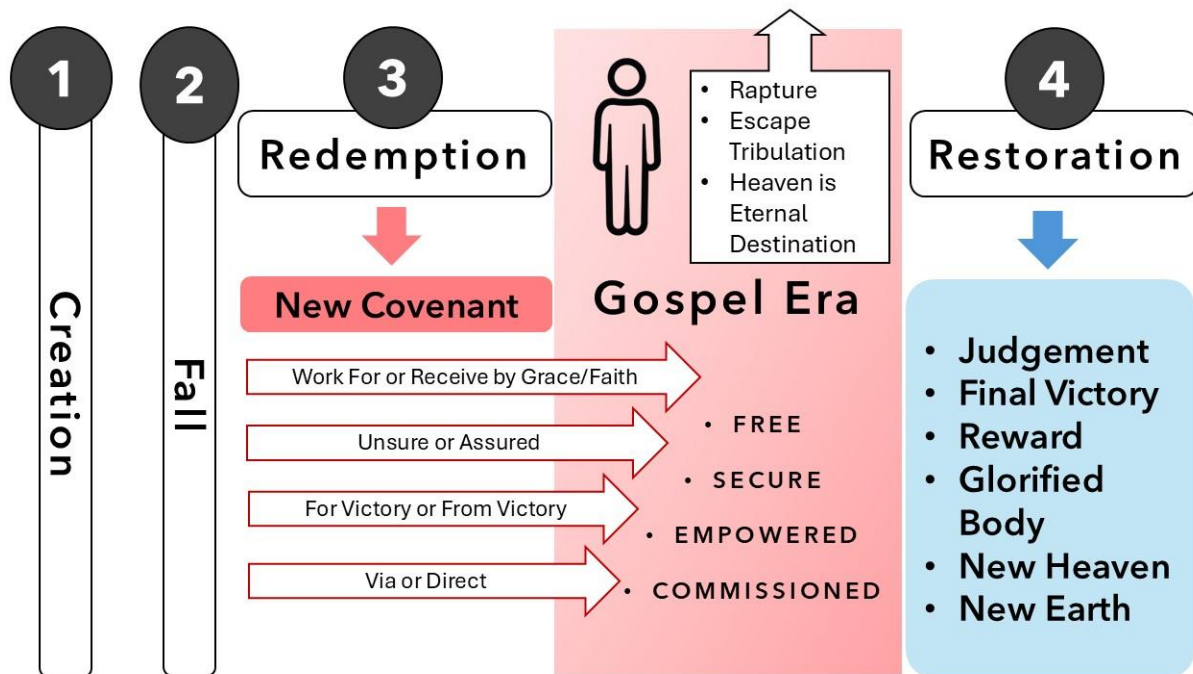 1
Creation
2
Fall
3
Redemption
New Covenant
Work For or Receive by Grace/Faith
Unsure or Assured
For Victory or From Victory
Via or Direct
• Rapture
• Escape
Tribulation
• Heaven is
Eternal
Destination
Gospel Era
• FREE
• SECURE
• EMPOWERED
• COMMISSIONED
4
Restoration
• Judgement
• Final Victory
• Reward
• Glorified
Body
• New Heaven
• New Earth